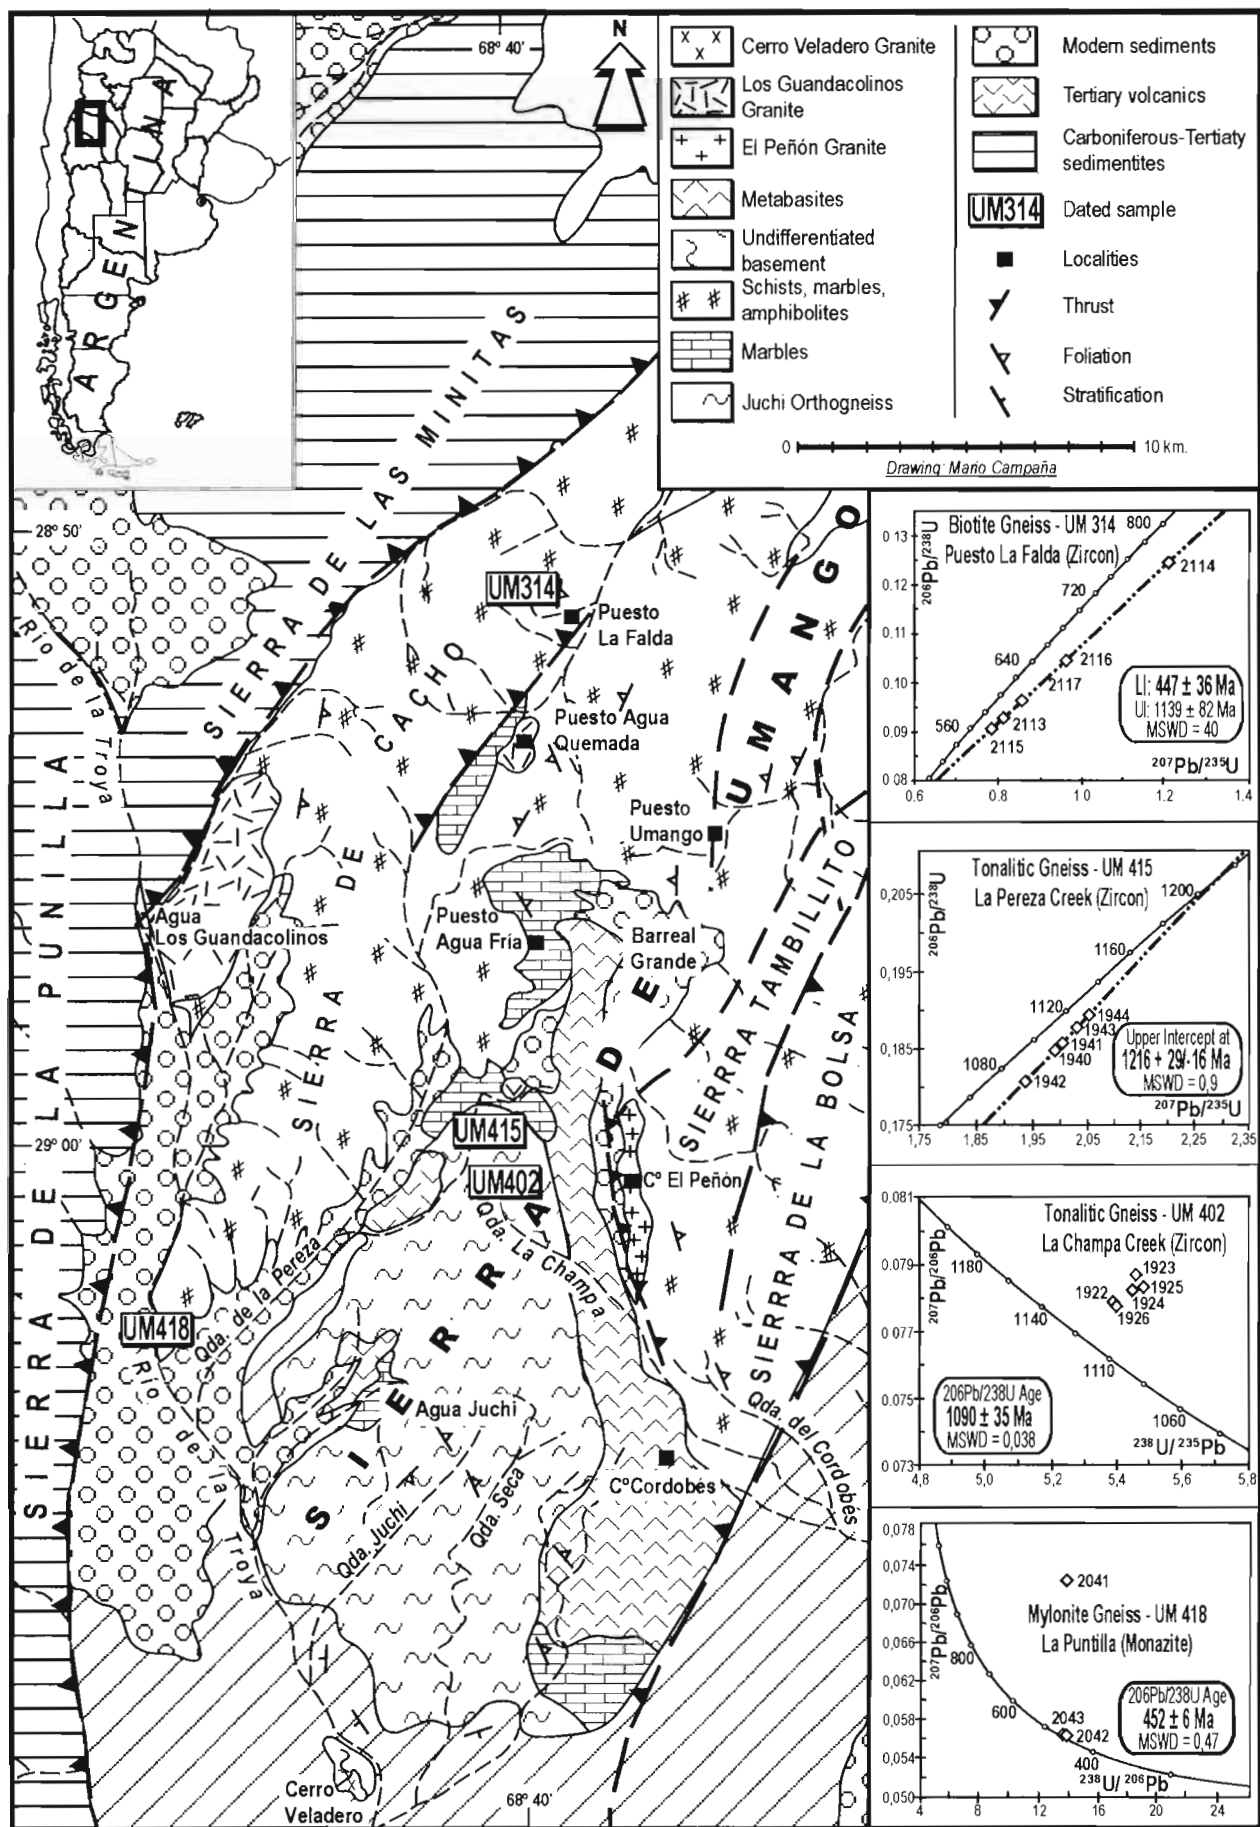 ARGENTINA
68º 40'
N
Cerro Veladero Granite
Los Guandacolinos
Granite
El Peñón Granite
Metabasites
Undifferentiated
basement
Schists, marbles,
amphibolites
Marbles
Juchi Orthogneiss
Modern sediments
Tertiary volcanics
Carboniferous-Tertiaty
sedimentites
UM314
Dated sample
Localities
Thrust
Foliation
Stratification
0
10 km.
Drawing: Mario Campaña
28º 50'
Río de la Troya
SIERRA DE LAS MINITAS
SIERRA DE LA PUNILLA
SIERRA DE CACHO
SIERRA DE UMANGO
UM314
Puesto
La Falda
Puesto Agua
Quemada
Puesto
Umango
Agua
Los Guandacolinos
Puesto
Agua Fría
Barreal
Grande
SIERRA TAMBILLITO
SIERRA DE LA BOLSA
29º 00'
UM415
UM402
Cº El Peñón
Qda. La Champa
Qda. de la Pereza
UM418
Río de la Troya
Agua Juchi
Qda. Juchi
Qda. Seca
CºCordobés
Qda. del Cordobés
Cerro
Veladero
68º 40'
Biotite Gneiss - UM 314
Puesto La Falda (Zircon)
206Pb/238U
0 13
0.12
0.11
0.10
0.09
0 08
800
720
640
560
2114
2116
2117
2113
2115
LI: 447 ± 36 Ma
UI: 1139 ± 82 Ma
MSWD = 40
207Pb/235U
0.6
0.8
1 0
1.2
1.4
Tonalitic Gneiss - UM 415
La Pereza Creek (Zircon)
206Pb/238U
0,205
0,195
0,185
0,175
1200
1160
1120
1080
1944
1943
1941
1940
1942
Upper Intercept at
1216 + 29/-16 Ma
MSWD = 0,9
207Pb/235U
1,75
1,85
1,95
2,05
2,15
2,25
2,35
Tonalitic Gneiss - UM 402
La Champa Creek (Zircon)
207Pb/206Pb
0.081
0.079
0.077
0.075
0.073
1180
1140
1110
1060
1923
1925
1922
1924
1926
206Pb/238U Age
1090 ± 35 Ma
MSWD = 0,038
238U/235Pb
4,8
5,0
5,2
5,4
5,6
5,8
0,078
0,074
0,070
0,066
0,062
0,058
0,054
0,050
207Pb/206Pb
2041
Mylonite Gneiss - UM 418
La Puntilla (Monazite)
800
600
400
2043
2042
206Pb/238U Age
452 ± 6 Ma
MSWD = 0,47
238U/206Pb
4
8
12
16
20
24